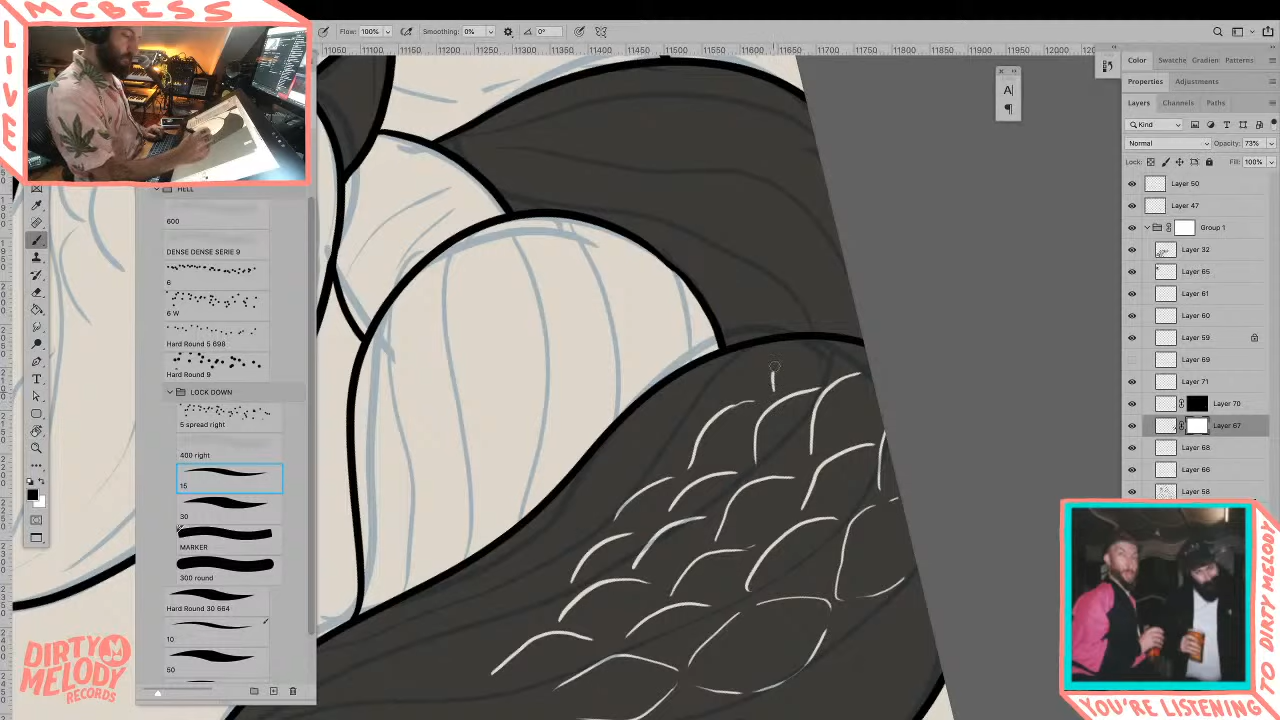 MCBESS
LIVE
Flow: 100%
Smoothing: 0%
0°
11050 11100 11150 11200 11250 11300 11350 11400 11450 11500 11550 11600 11650 11700 11750 11800 11850 11900 11950 12000
HELL
600
DENSE DENSE SERIE 9
6
6 W
Hard Round 5 698
Hard Round 9
LOCK DOWN
5 spread right
400 right
15
30
MARKER
300 round
Hard Round 30 664
10
50
A|
¶
Color Swatche Gradien Patterns
Properties Adjustments
Layers Channels Paths
Kind
Normal Opacity: 73%
Lock: Fill: 100%
Layer 50
Layer 47
Group 1
Layer 32
Layer 65
Layer 61
Layer 60
Layer 59
Layer 69
Layer 71
Layer 70
Layer 67
Layer 68
Layer 66
Layer 58
DIRTY
MELODY
RECORDS
YOU'RE LISTENING
TO DIRTY MELODY